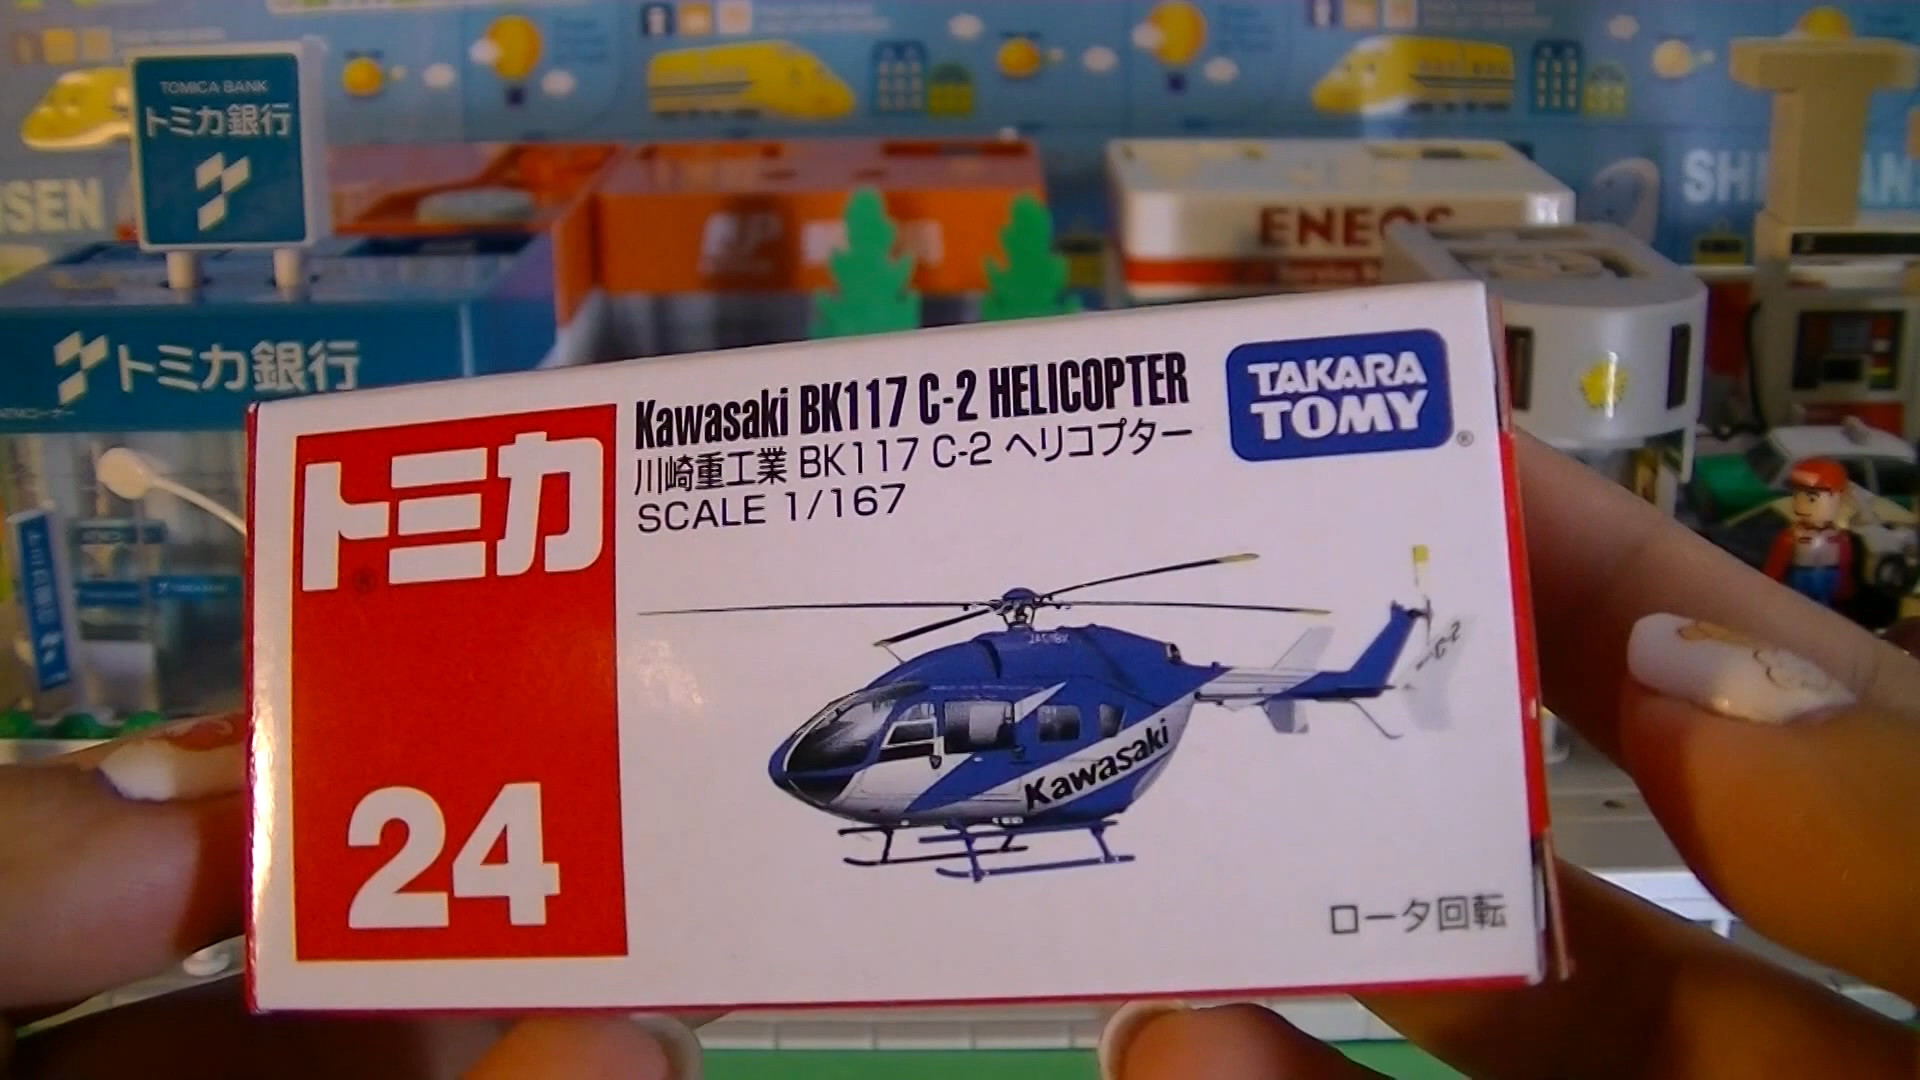 TOMICA BANK
トミカ銀行
トミカ銀行
ENEOS
トミカ
24
Kawasaki BK117 C-2 HELICOPTER
川崎重工業 BK117 C-2 ヘリコプター
SCALE 1/167
TAKARA
TOMY
Kawasaki
C-2
ロータ回転